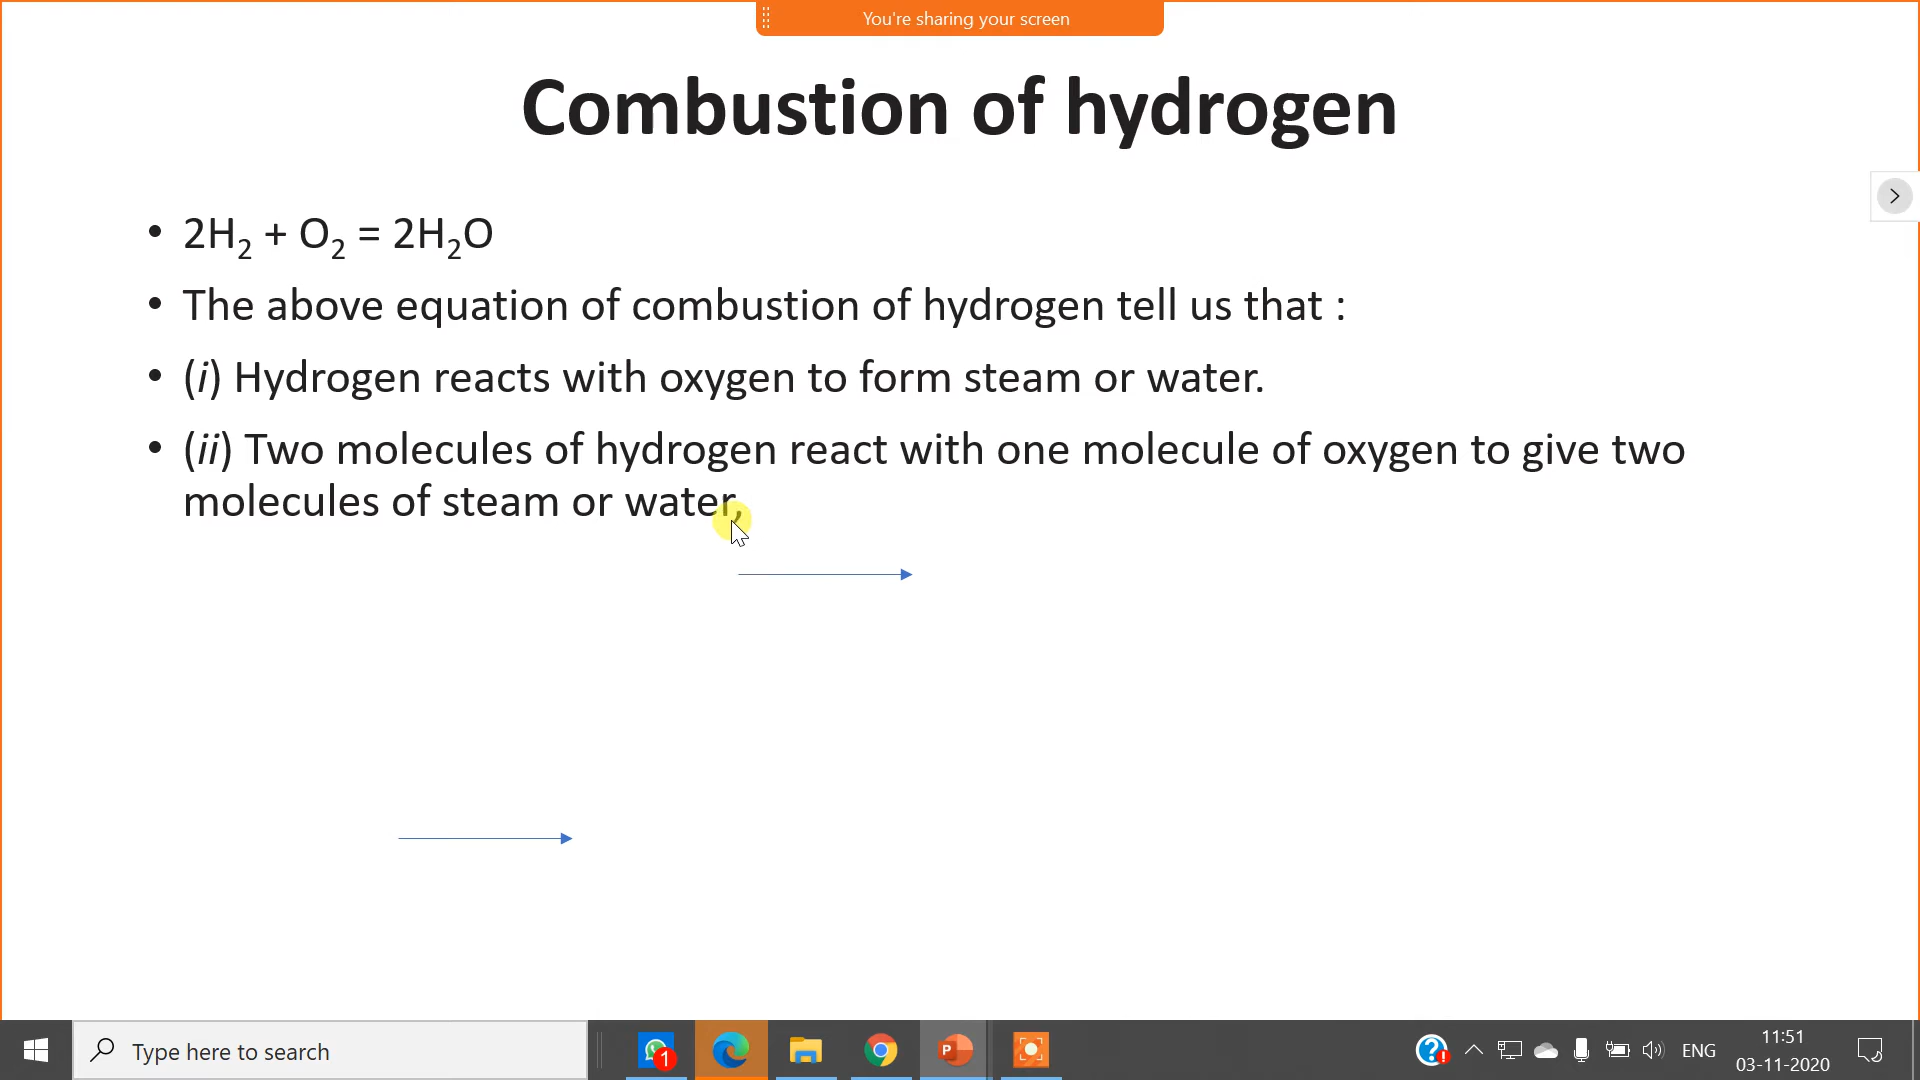 You're sharing your screen
Combustion of hydrogen
• 2H₂ + O₂ = 2H₂O
• The above equation of combustion of hydrogen tell us that :
• (i) Hydrogen reacts with oxygen to form steam or water.
• (ii) Two molecules of hydrogen react with one molecule of oxygen to give two
molecules of steam or water,
Type here to search
1
P
ENG
11:51
03-11-2020